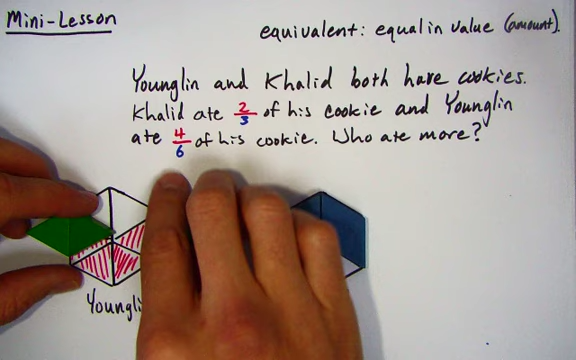 Mini-Lesson
equivalent: equal in value (amount).
Younglin and Khalid both have cookies.
Khalid ate 2/3 of his cookie and Younglin
ate 4/6 of his cookie. Who ate more?